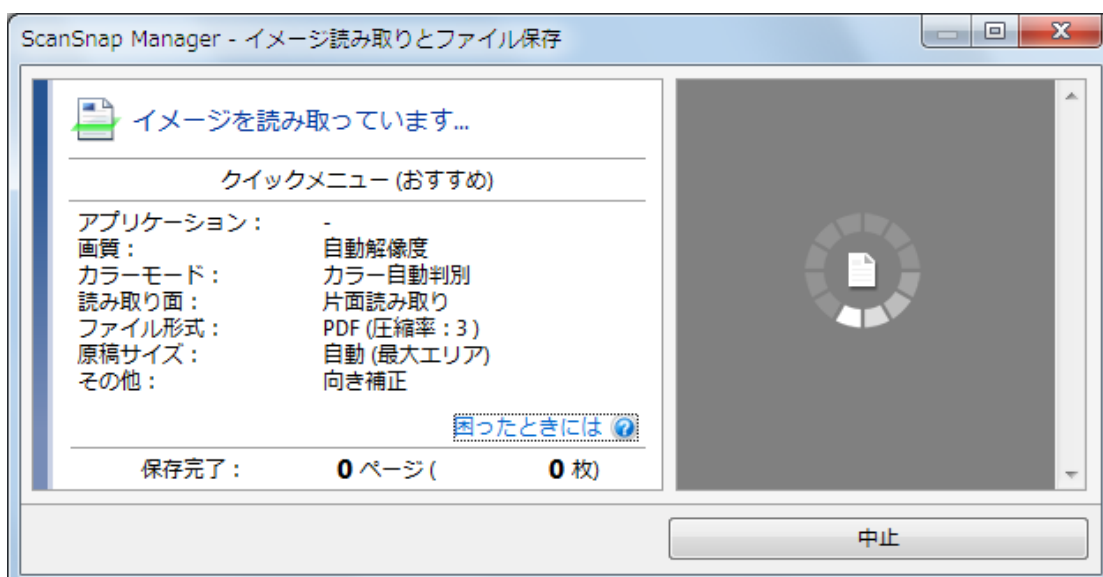 ScanSnap Manager - イメージ読み取りとファイル保存
イメージを読み取っています...
クイックメニュー (おすすめ)
アプリケーション： -
画質： 自動解像度
カラーモード： カラー自動判別
読み取り面： 片面読み取り
ファイル形式： PDF (圧縮率：3 )
原稿サイズ： 自動 (最大エリア)
その他： 向き補正
困ったときには
保存完了： 0 ページ ( 0 枚)
中止